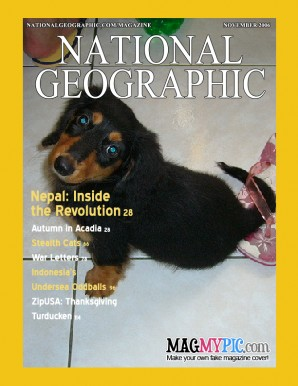 NATIONALGEOGRAPHIC.COM/MAGAZINE
NOVEMBER 2006
NATIONAL
GEOGRAPHIC
Nepal: Inside
the Revolution 28
Autumn in Acadia 28
Stealth Cats
War Letters
Indonesia's
Undersea Oddballs
ZipUSA: Thanksgiving
Turducken
MAGMYPIC.com
Make your own fake magazine cover!